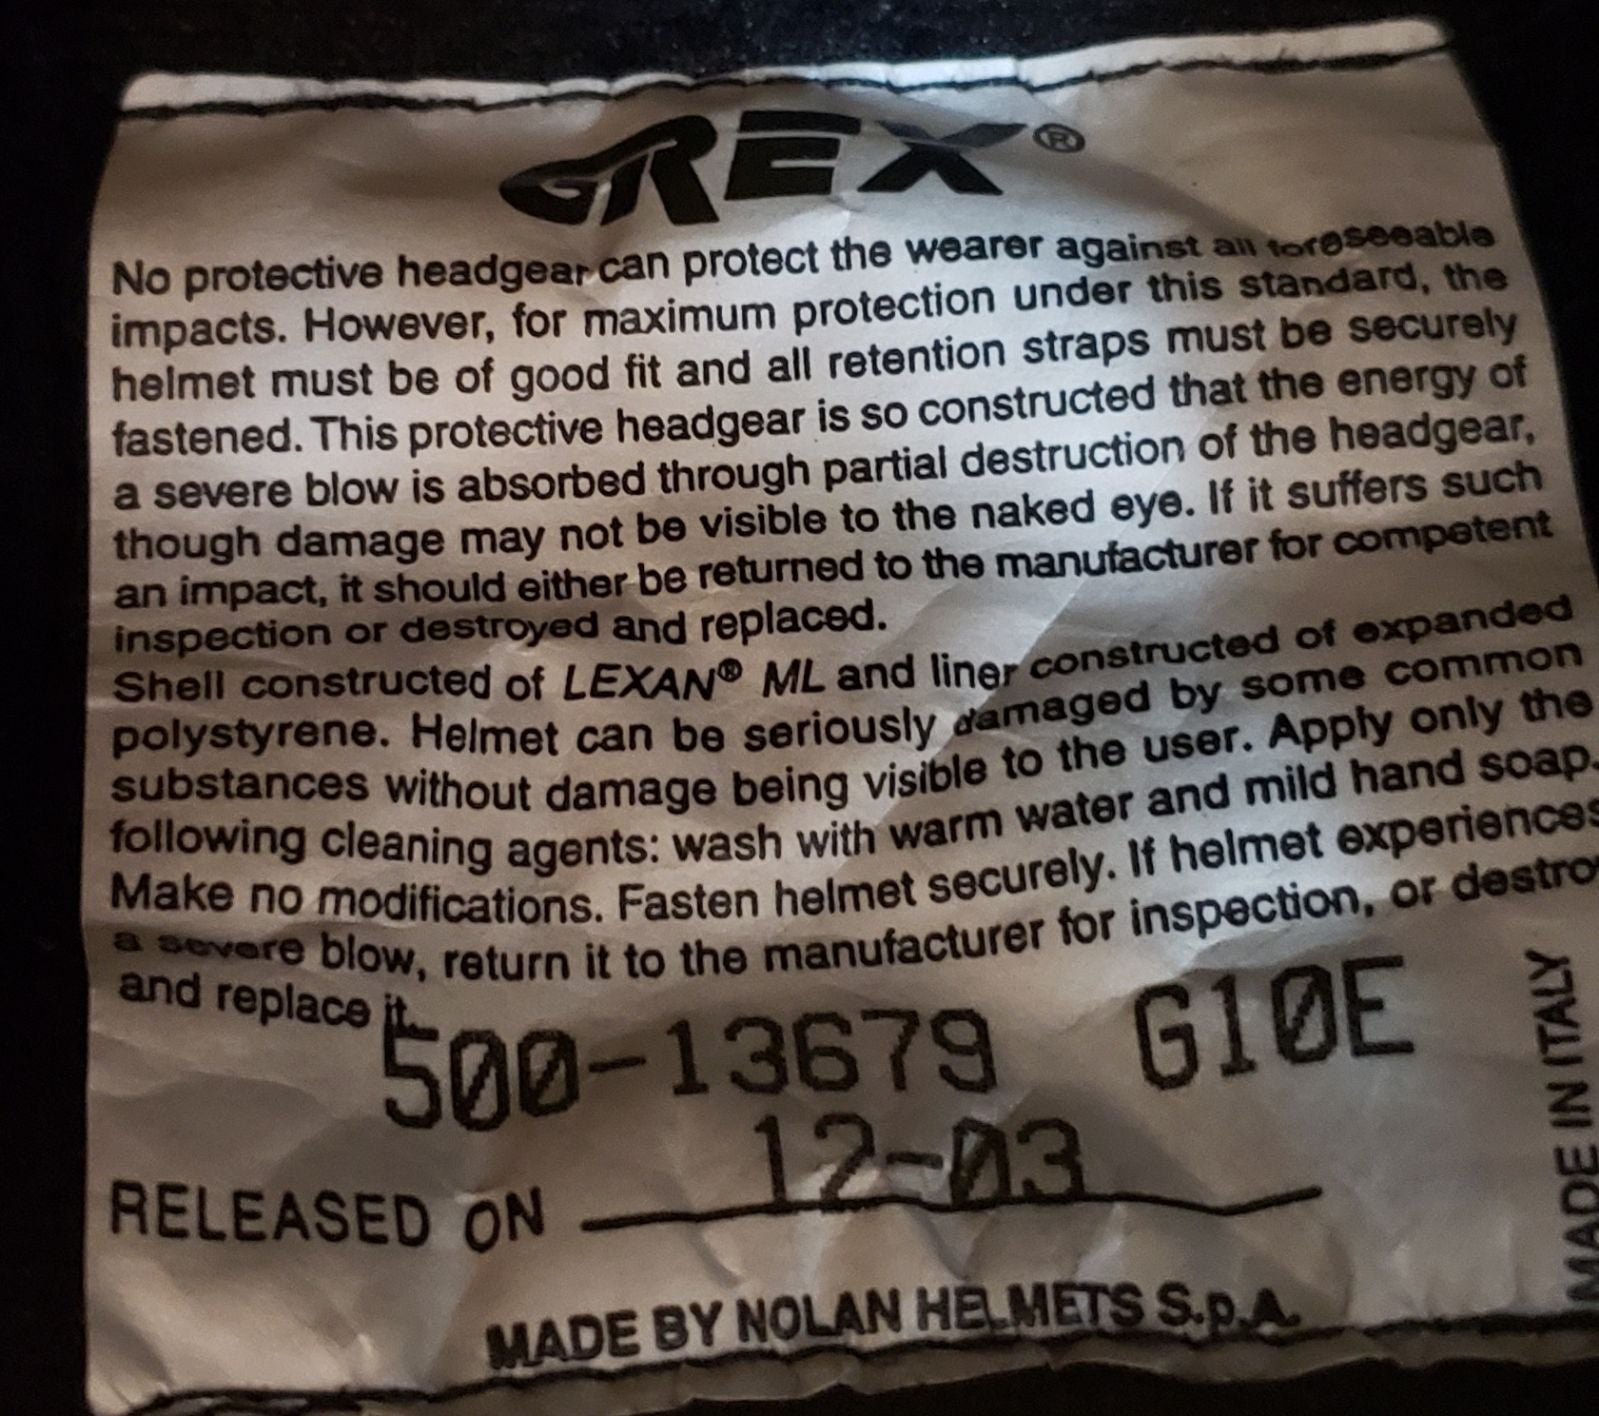 GREX®
No protective headgear can protect the wearer against all foreseeable
impacts. However, for maximum protection under this standard, the
helmet must be of good fit and all retention straps must be securely
fastened. This protective headgear is so constructed that the energy of
a severe blow is absorbed through partial destruction of the headgear,
though damage may not be visible to the naked eye. If it suffers such
an impact, it should either be returned to the manufacturer for competent
inspection or destroyed and replaced.
Shell constructed of LEXAN® ML and liner constructed of expanded
polystyrene. Helmet can be seriously damaged by some common
substances without damage being visible to the user. Apply only the
following cleaning agents: wash with warm water and mild hand soap.
Make no modifications. Fasten helmet securely. If helmet experiences
a severe blow, return it to the manufacturer for inspection, or destro
and replace it.
500-13679 G10E
12-03
RELEASED ON
MADE BY NOLAN HELMETS S.p.A.
MADE IN ITALY